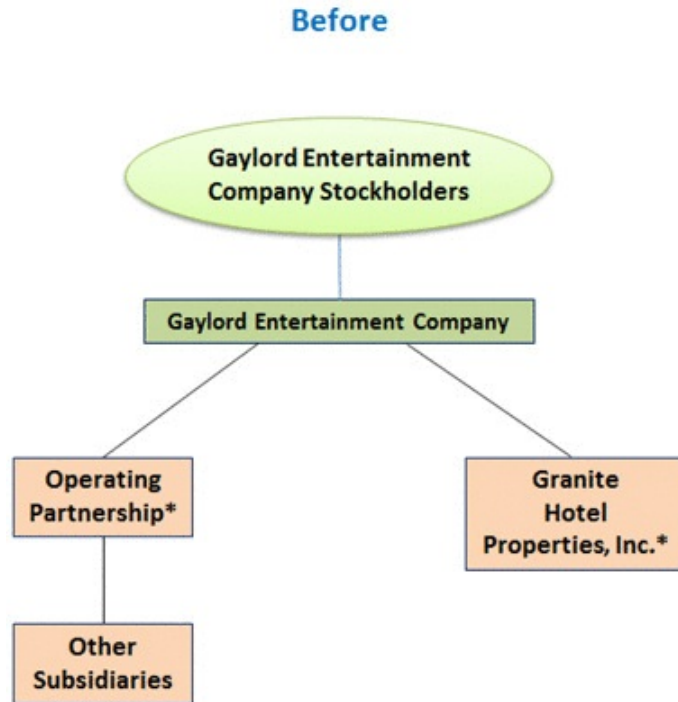 Before
Gaylord Entertainment
Company Stockholders
Gaylord Entertainment Company
Operating
Partnership*
Granite
Hotel
Properties, Inc.*
Other
Subsidiaries